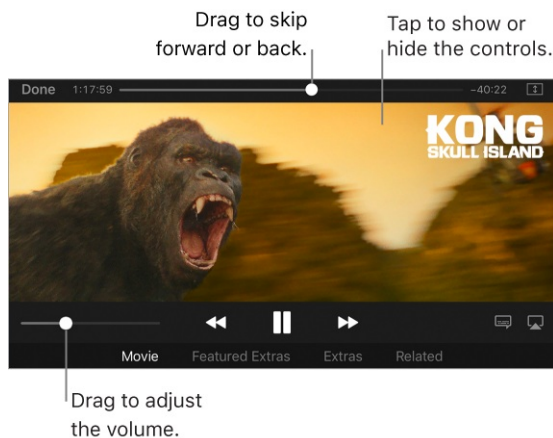 Drag to skip
forward or back.
Tap to show or
hide the controls.
Done 1:17:59 -40:22
KONG
SKULL ISLAND
Movie Featured Extras Extras Related
Drag to adjust
the volume.